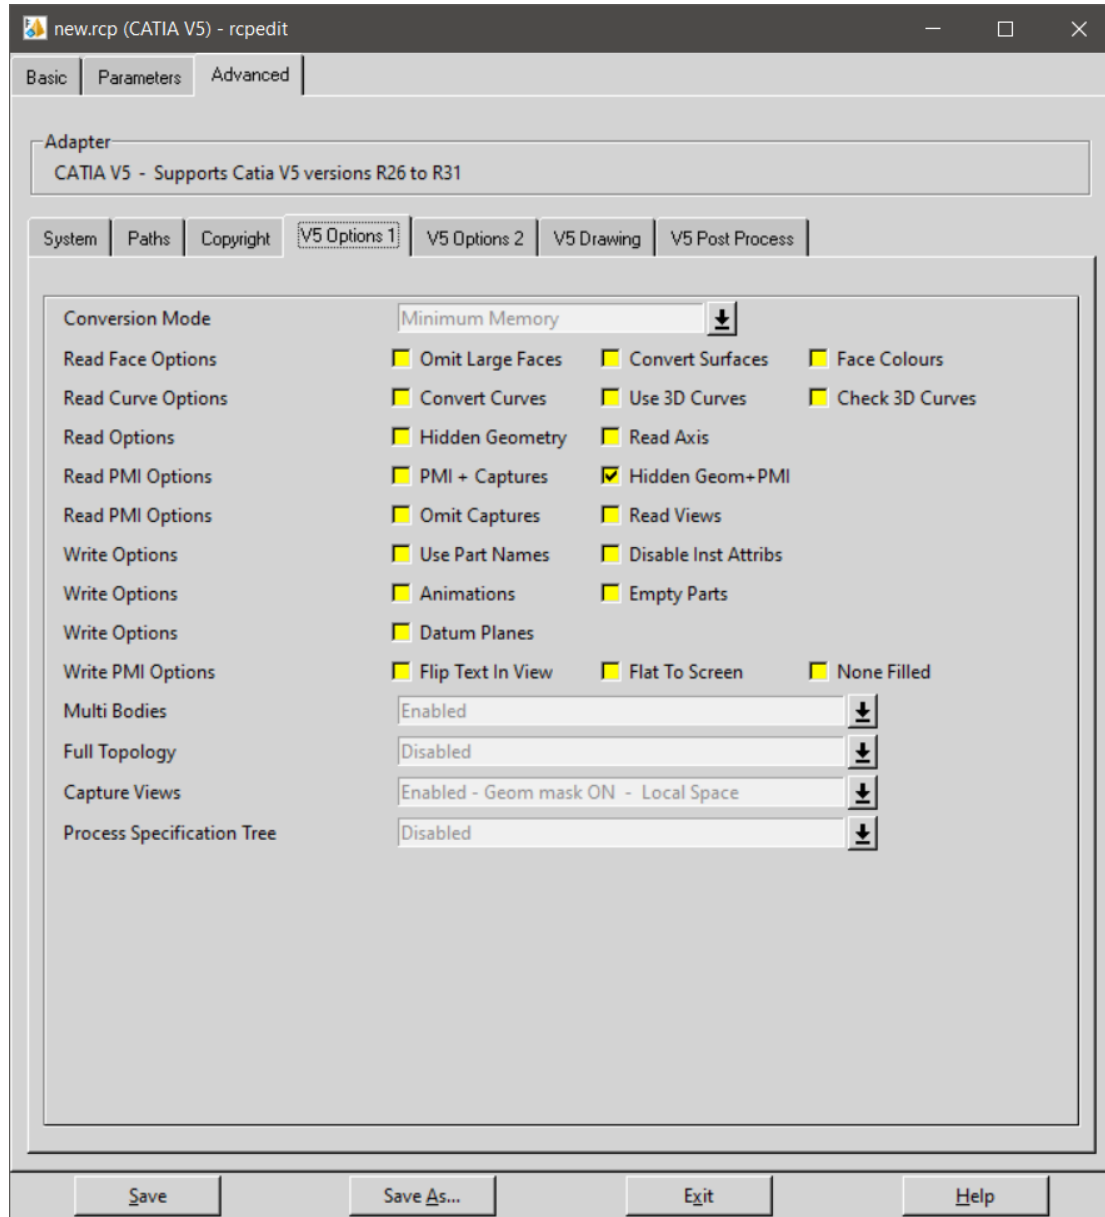 new.rcp (CATIA V5) - rcpedit
Basic Parameters Advanced
Adapter
CATIA V5 - Supports Catia V5 versions R26 to R31
System Paths Copyright V5 Options 1 V5 Options 2 V5 Drawing V5 Post Process
Conversion Mode Minimum Memory
Read Face Options Omit Large Faces Convert Surfaces Face Colours
Read Curve Options Convert Curves Use 3D Curves Check 3D Curves
Read Options Hidden Geometry Read Axis
Read PMI Options PMI + Captures Hidden Geom+PMI
Read PMI Options Omit Captures Read Views
Write Options Use Part Names Disable Inst Attribs
Write Options Animations Empty Parts
Write Options Datum Planes
Write PMI Options Flip Text In View Flat To Screen None Filled
Multi Bodies Enabled
Full Topology Disabled
Capture Views Enabled - Geom mask ON - Local Space
Process Specification Tree Disabled
Save Save As... Exit Help